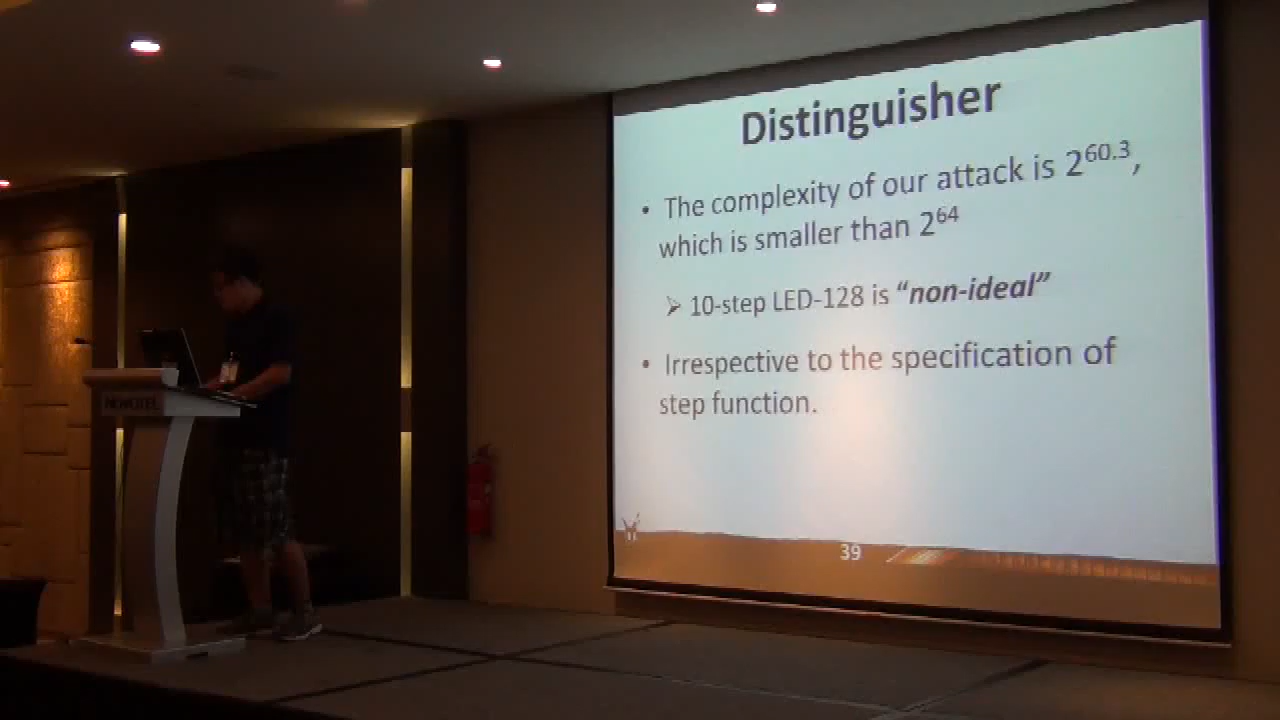 Distinguisher
• The complexity of our attack is 2^60.3,
which is smaller than 2^64
➢ 10-step LED-128 is “non-ideal”
• Irrespective to the specification of
step function.
39
NOVOTEL